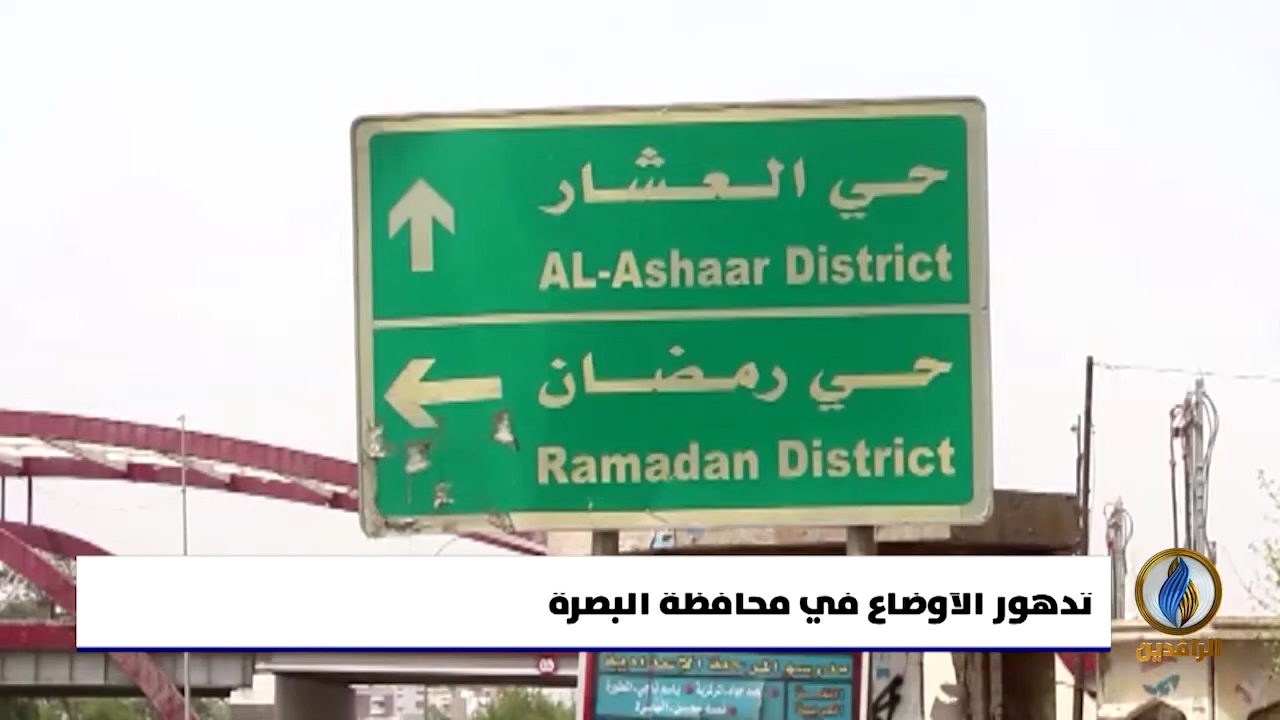 حي العشار
AL-Ashaar District
حي رمضان
Ramadan District
تدهور الأوضاع في محافظة البصرة
الرافدين